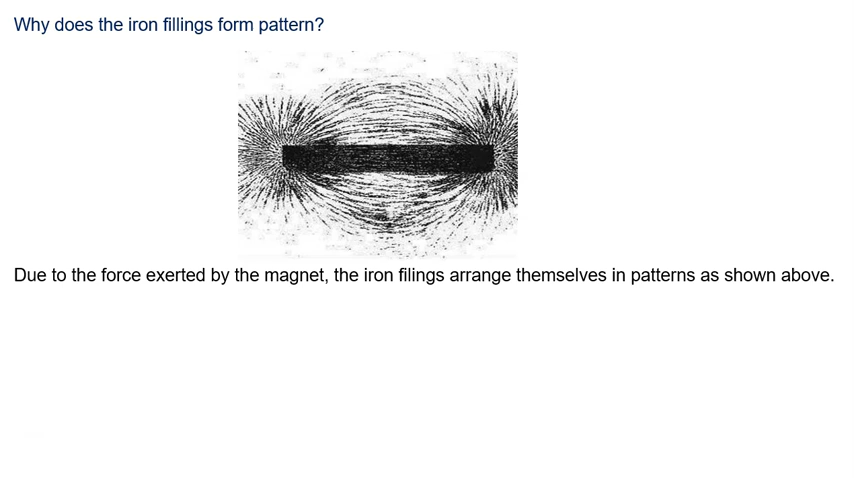 Why does the iron fillings form pattern?
Due to the force exerted by the magnet, the iron filings arrange themselves in patterns as shown above.